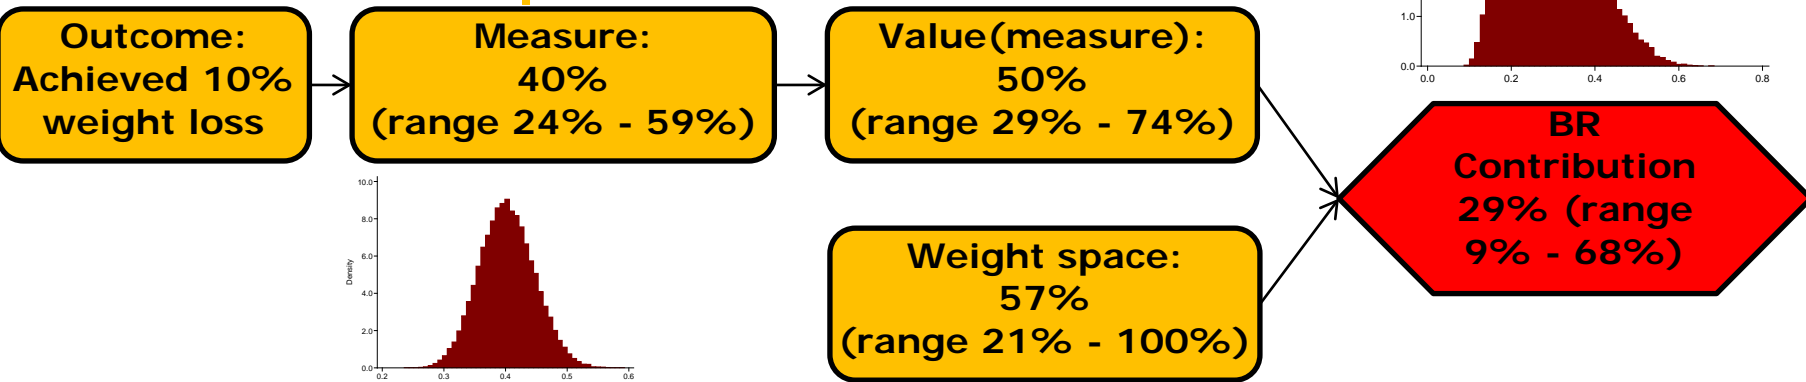 Outcome:
Achieved 10%
weight loss
Measure:
40%
(range 24% - 59%)
Value(measure):
50%
(range 29% - 74%)
1.0
0.0
0.0 0.2 0.4 0.6 0.8
BR
Contribution
29% (range
9% - 68%)
10.0
8.0
6.0
4.0
2.0
0.0
Density
0.2 0.3 0.4 0.5 0.6
Weight space:
57%
(range 21% - 100%)